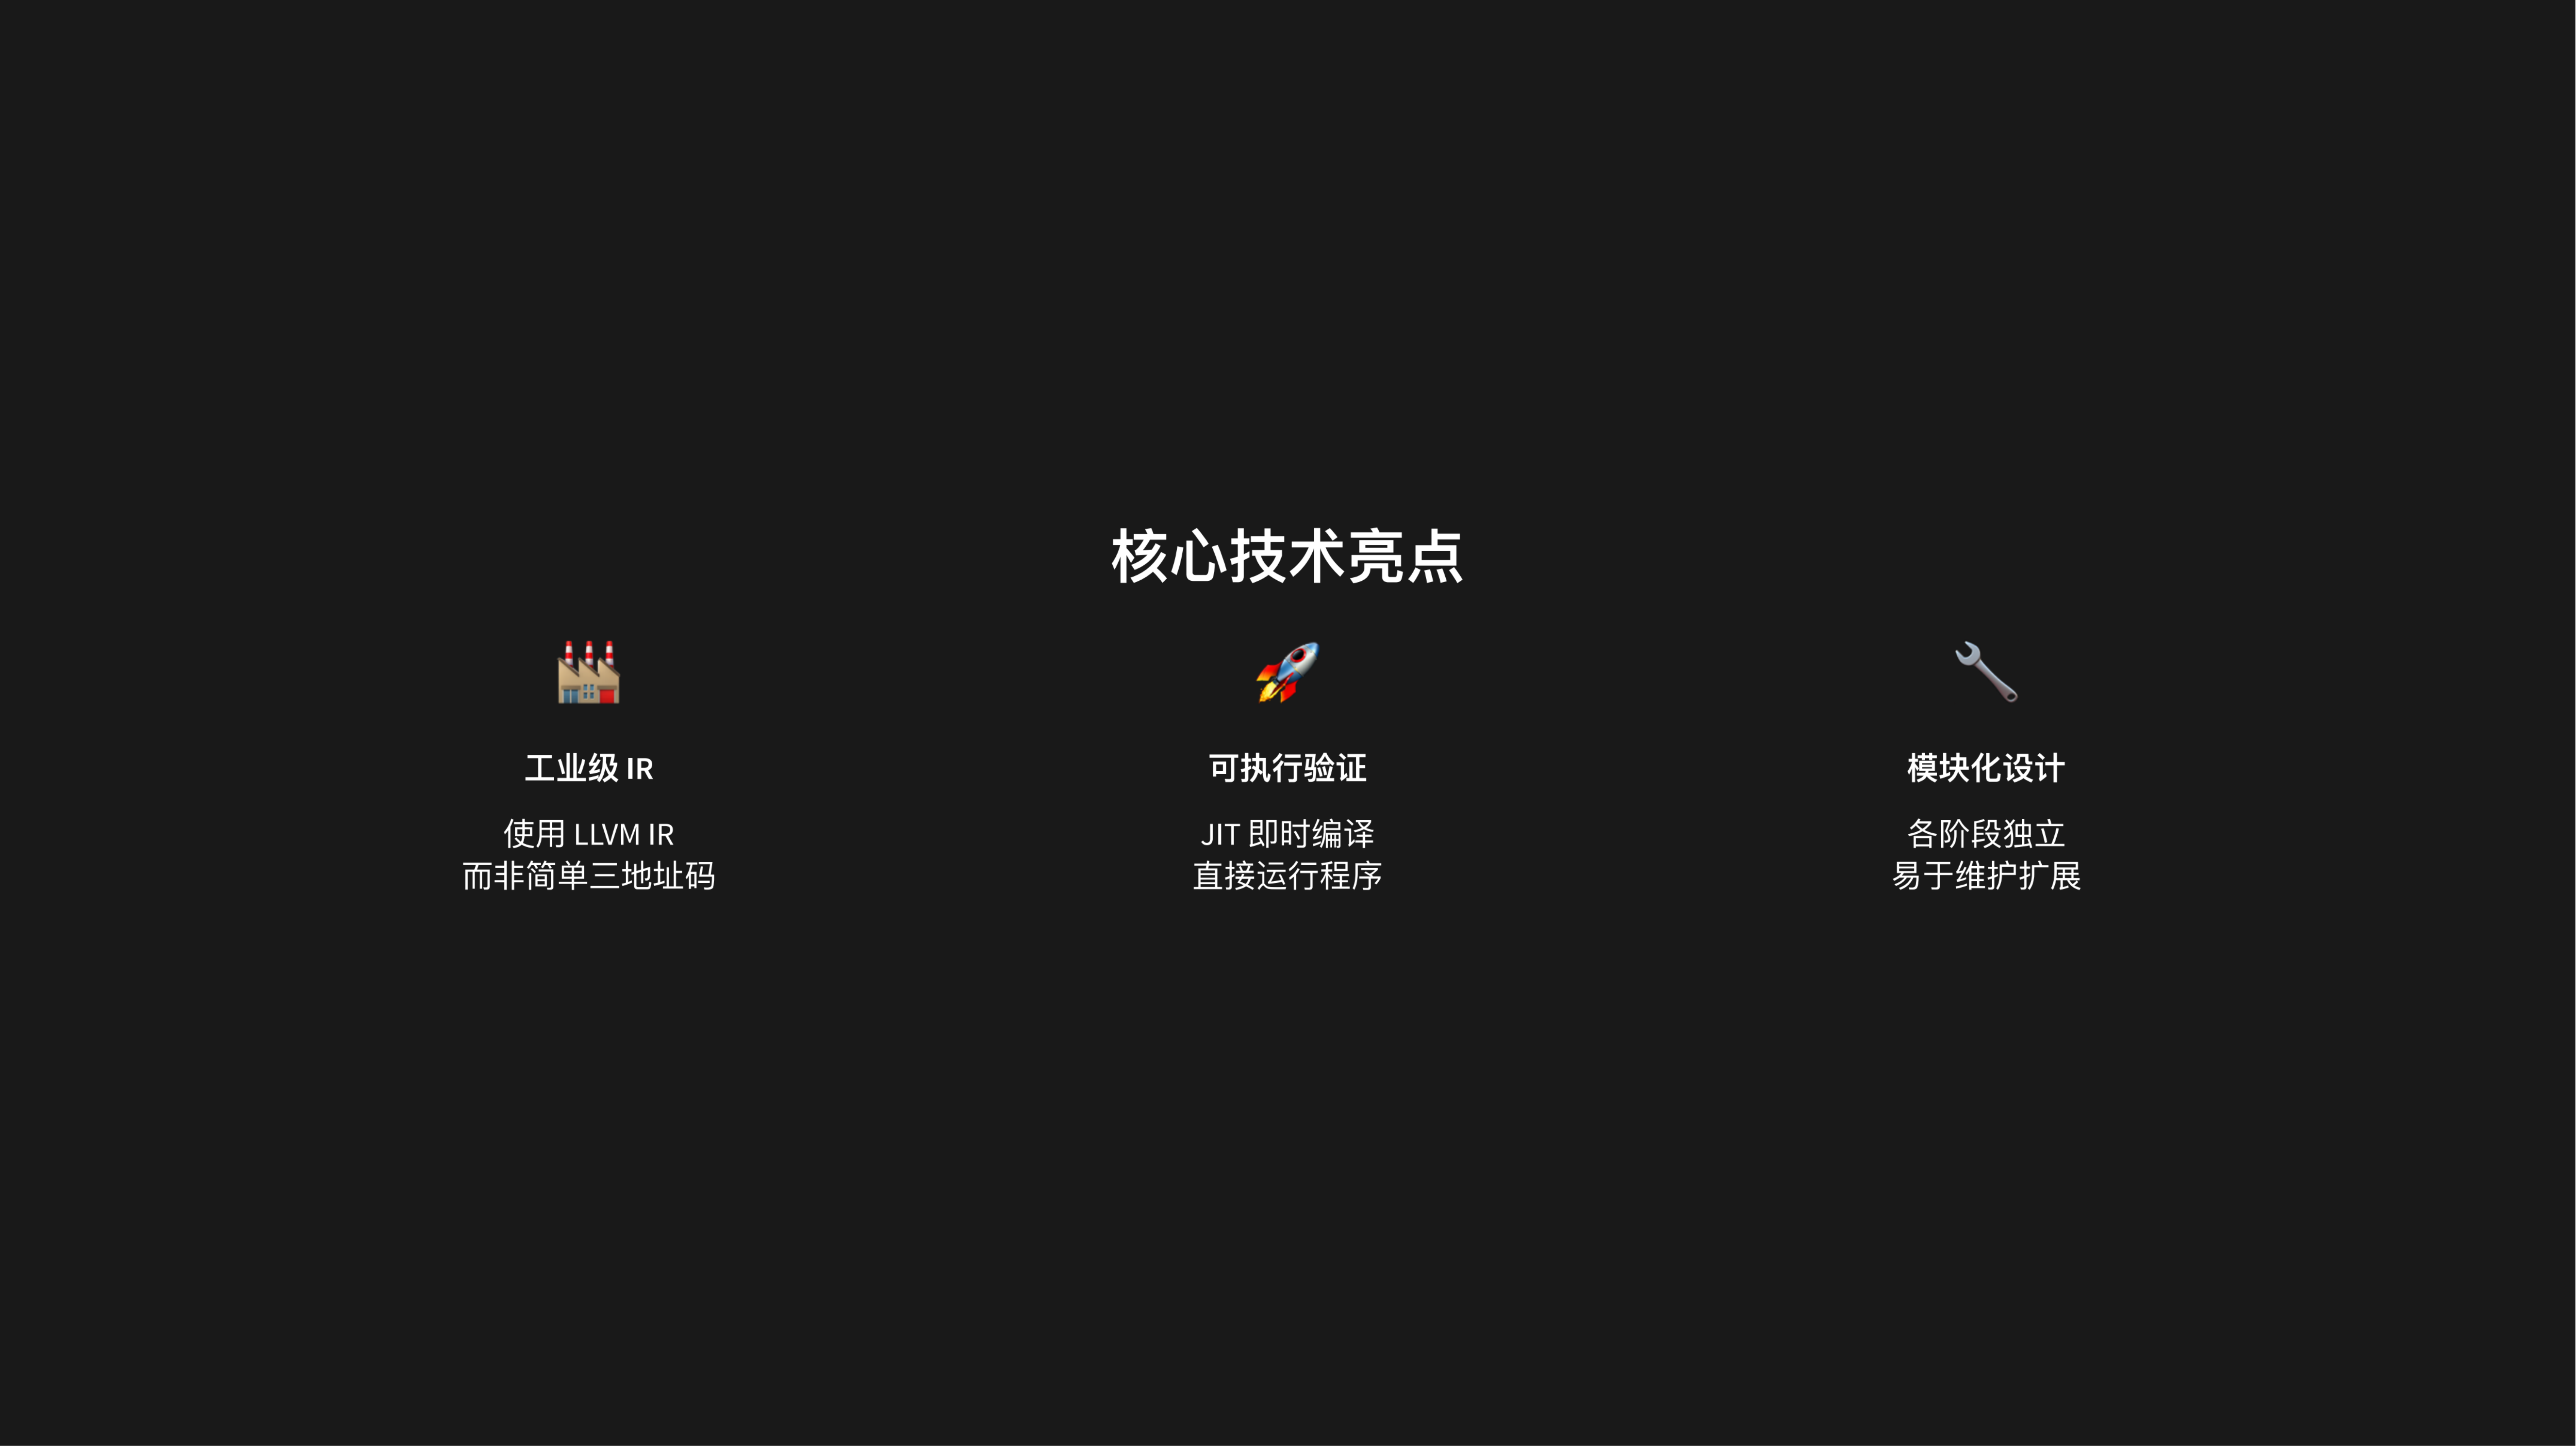 核心技术亮点
工业级 IR
使用 LLVM IR
而非简单三地址码
可执行验证
JIT 即时编译
直接运行程序
模块化设计
各阶段独立
易于维护扩展